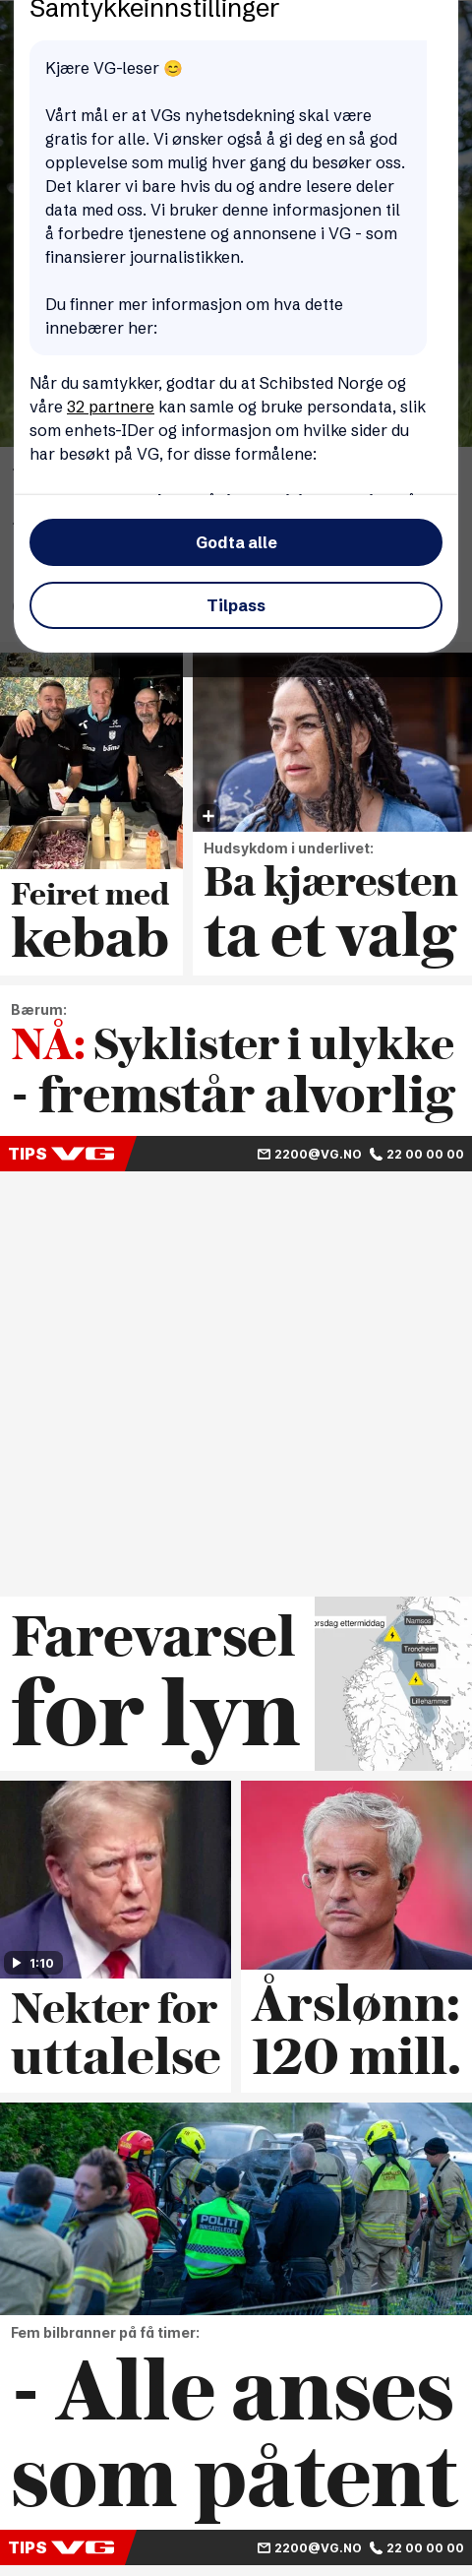 Samtykkeinnstillinger
Kjære VG-leser 😊
Vårt mål er at VGs nyhetsdekning skal være
gratis for alle. Vi ønsker også å gi deg en så god
opplevelse som mulig hver gang du besøker oss.
Det klarer vi bare hvis du og andre lesere deler
data med oss. Vi bruker denne informasjonen til
å forbedre tjenestene og annonsene i VG - som
finansierer journalistikken.
Du finner mer informasjon om hva dette
innebærer her:
Når du samtykker, godtar du at Schibsted Norge og
våre 32 partnere kan samle og bruke persondata, slik
som enhets-IDer og informasjon om hvilke sider du
har besøkt på VG, for disse formålene:
Godta alle
Tilpass
Feiret med
kebab
Hudsykdom i underlivet:
Ba kjæresten
ta et valg
Bærum:
NÅ: Syklister i ulykke
- fremstår alvorlig
TIPS VG 2200@VG.NO 22 00 00 00
Farevarsel
for lyn
orsdag ettermiddag
Namsos
Trondheim
Røros
Lillehammer
1:10
Nekter for
uttalelse
Årslønn:
120 mill.
POLITI
Fem bilbranner på få timer:
- Alle anses
som påtent
TIPS VG 2200@VG.NO 22 00 00 00